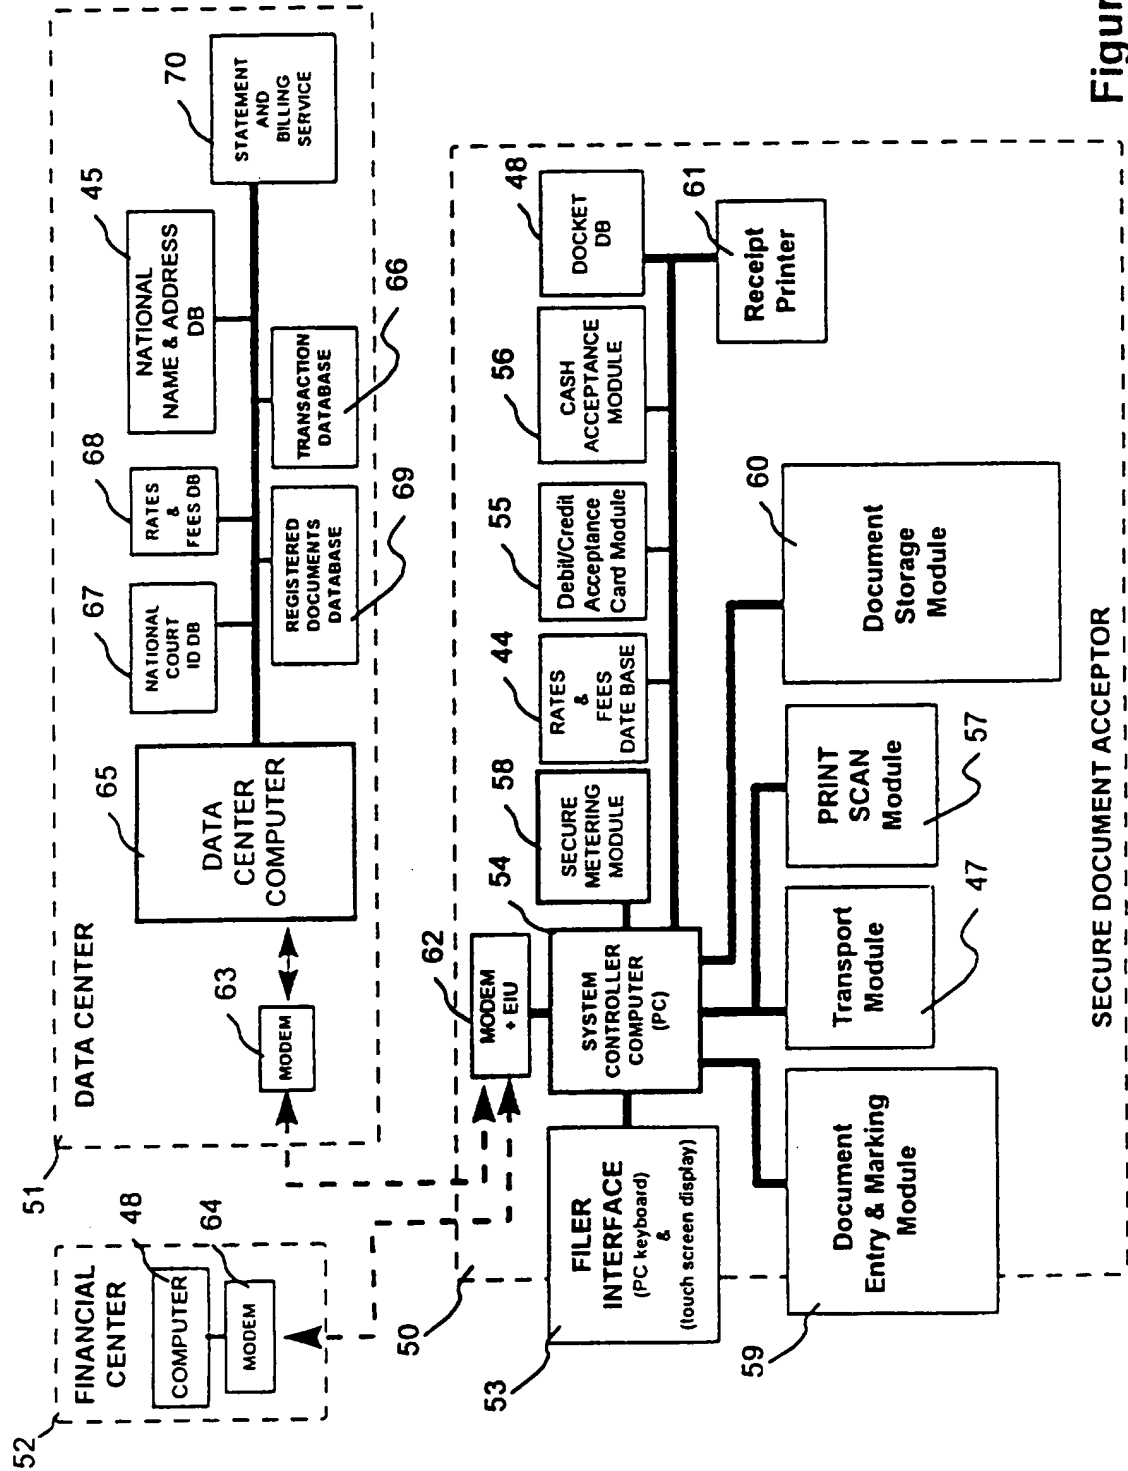 52
FINANCIAL
CENTER
48
COMPUTER
64
MODEM
51
DATA CENTER
63
MODEM
65
DATA
CENTER
COMPUTER
67
NATIONAL
COURT
ID DB
68
RATES
&
FEES DB
45
NATIONAL
NAME & ADDRESS
DB
70
STATEMENT
AND
BILLING
SERVICE
REGISTERED
DOCUMENTS
DATABASE
69
TRANSACTION
DATABASE
66
50
62
MODEM
+ EIU
53
FILER
INTERFACE
(PC keyboard)
&
(touch screen display)
54
SYSTEM
CONTROLLER
COMPUTER
(PC)
58
SECURE
METERING
MODULE
44
RATES
&
FEES
DATE BASE
55
Debit/Credit
Acceptance
Card Module
56
CASH
ACCEPTANCE
MODULE
48
DOCKET
DB
61
Receipt
Printer
59
Document
Entry & Marking
Module
Transport
Module
47
PRINT
SCAN
Module
57
60
Document
Storage
Module
SECURE DOCUMENT ACCEPTOR